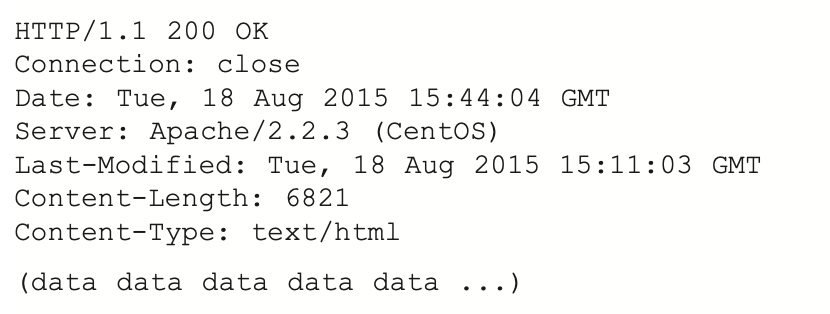 HTTP/1.1 200 OK
Connection: close
Date: Tue, 18 Aug 2015 15:44:04 GMT
Server: Apache/2.2.3 (CentOS)
Last-Modified: Tue, 18 Aug 2015 15:11:03 GMT
Content-Length: 6821
Content-Type: text/html
(data data data data data ...)